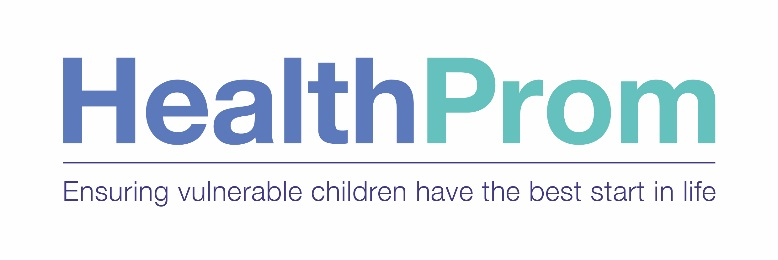 HealthProm
Ensuring vulnerable children have the best start in life